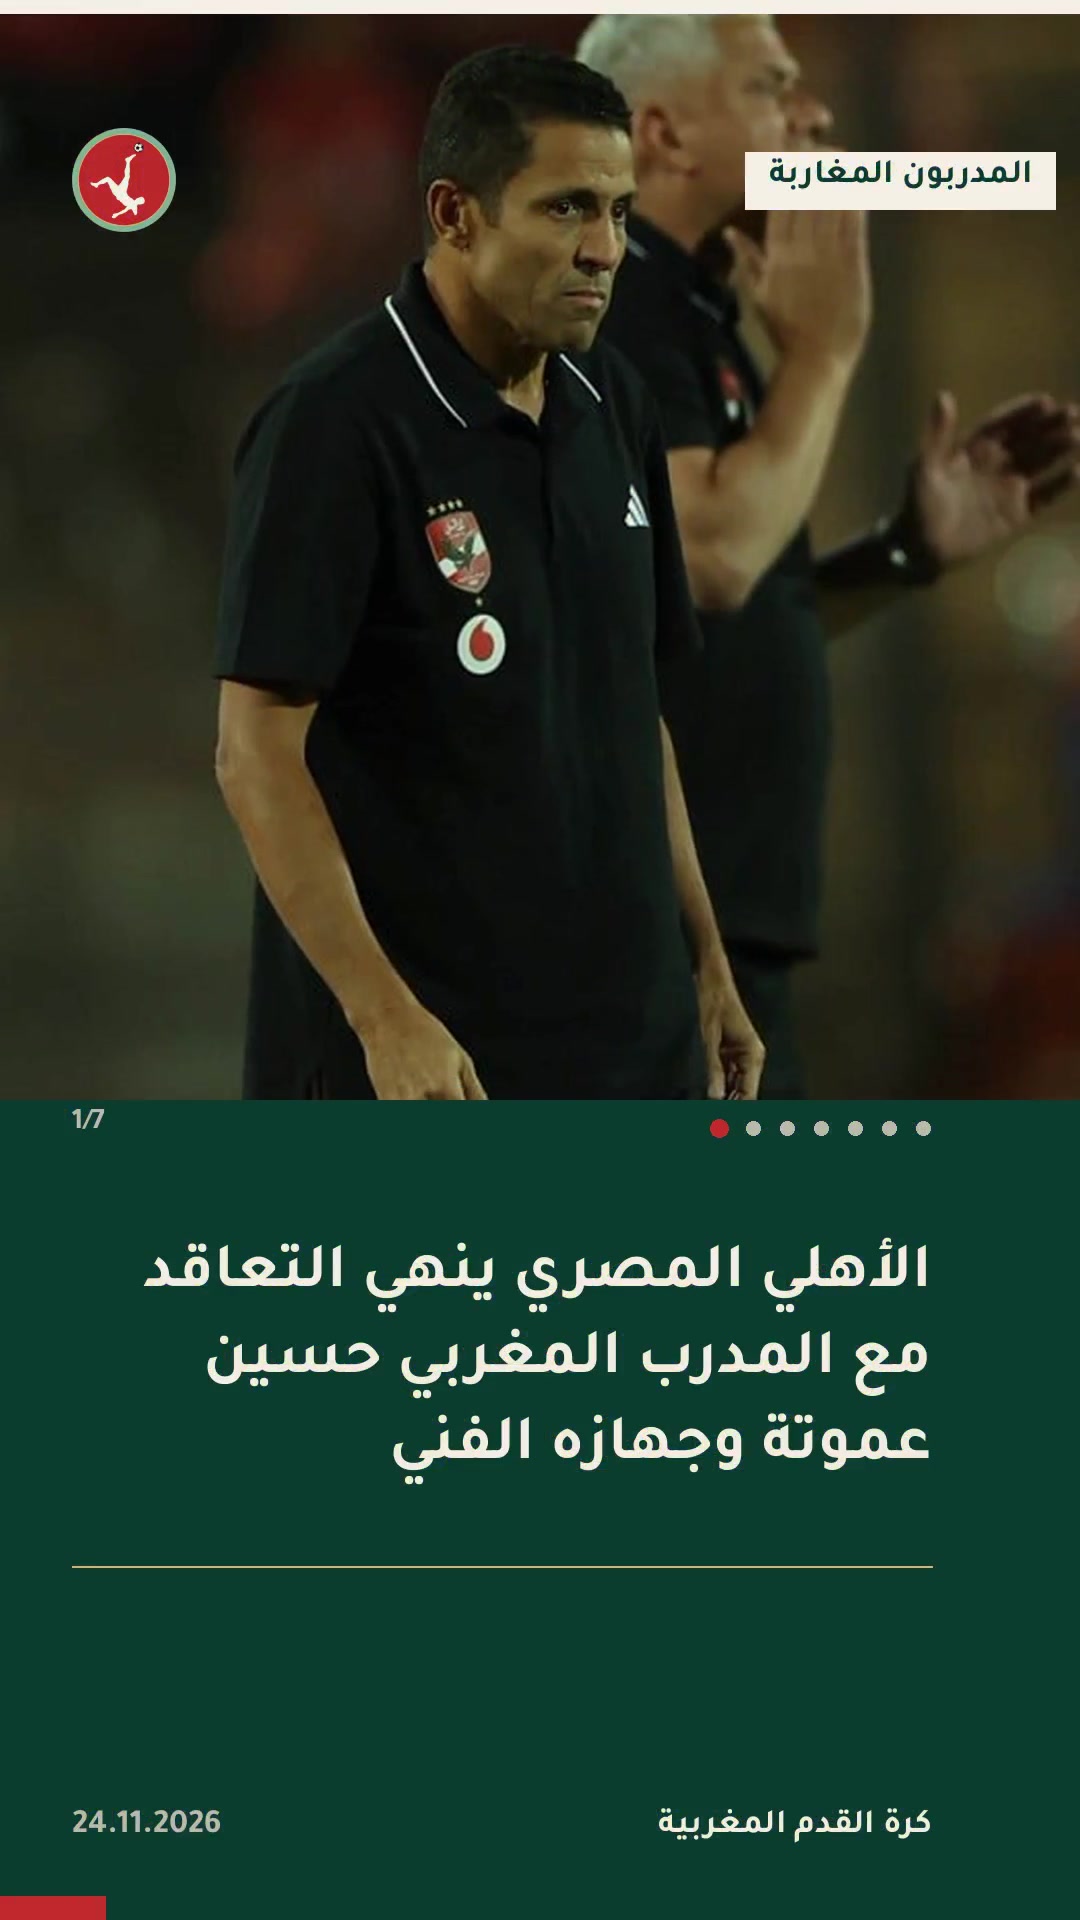 المدربون المغاربة
1/7
الأهلي المصري ينهي التعاقد
مع المدرب المغربي حسين
عموتة وجهازه الفني
24.11.2026
كرة القدم المغربية